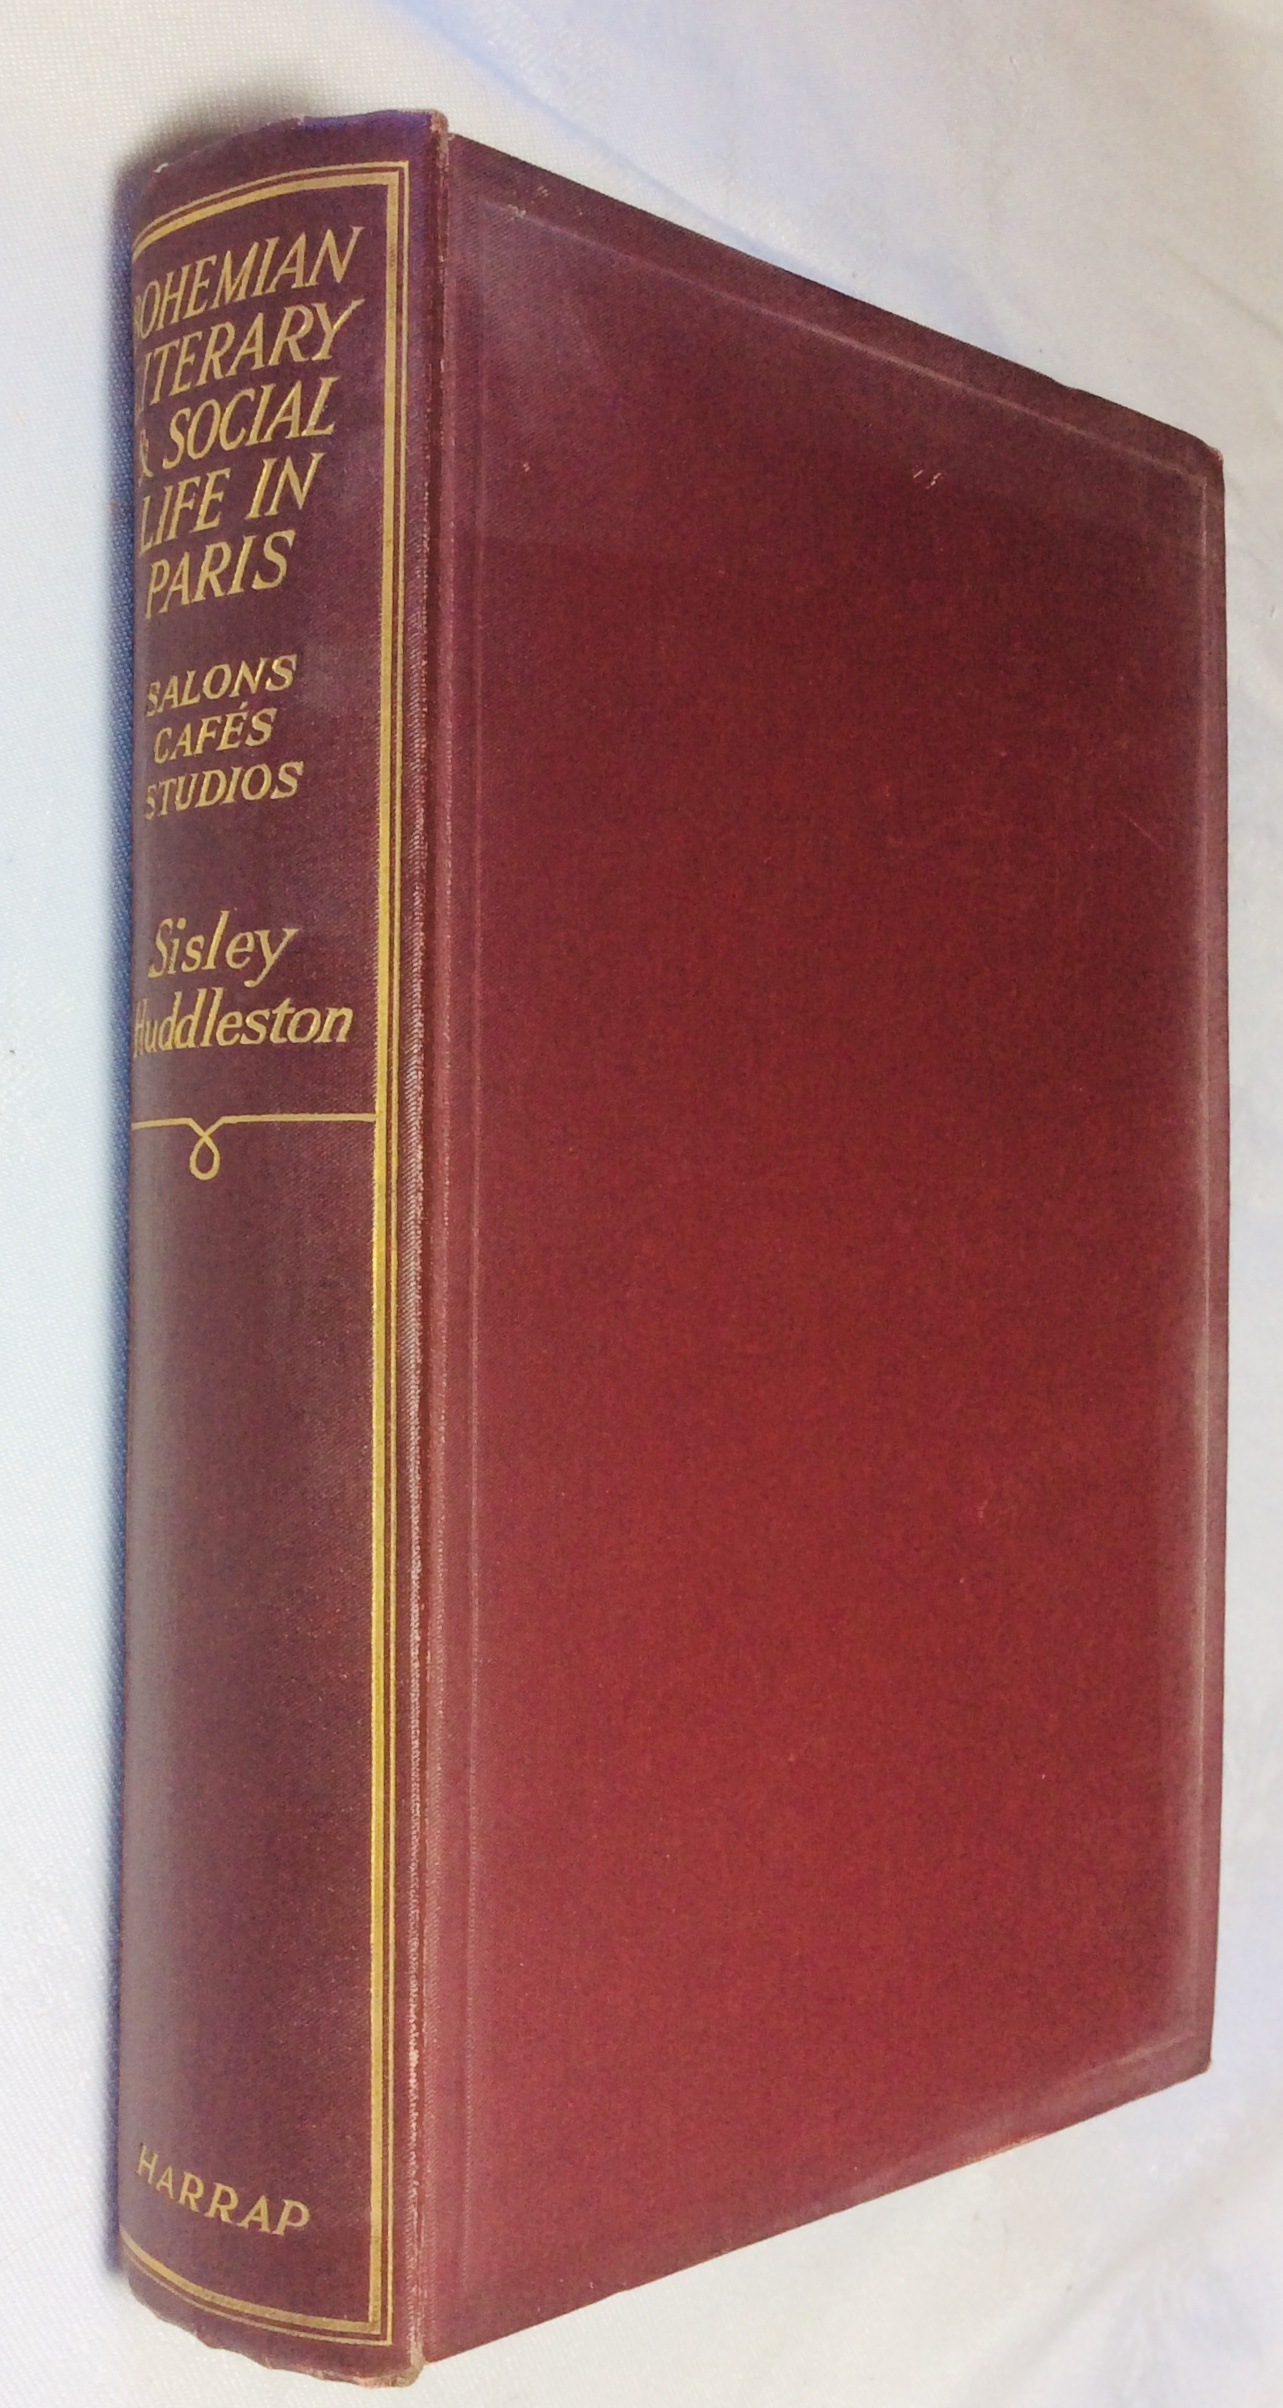 BOHEMIAN
LITERARY
& SOCIAL
LIFE IN
PARIS
SALONS
CAFÉS
STUDIOS
Sisley
Huddleston
HARRAP